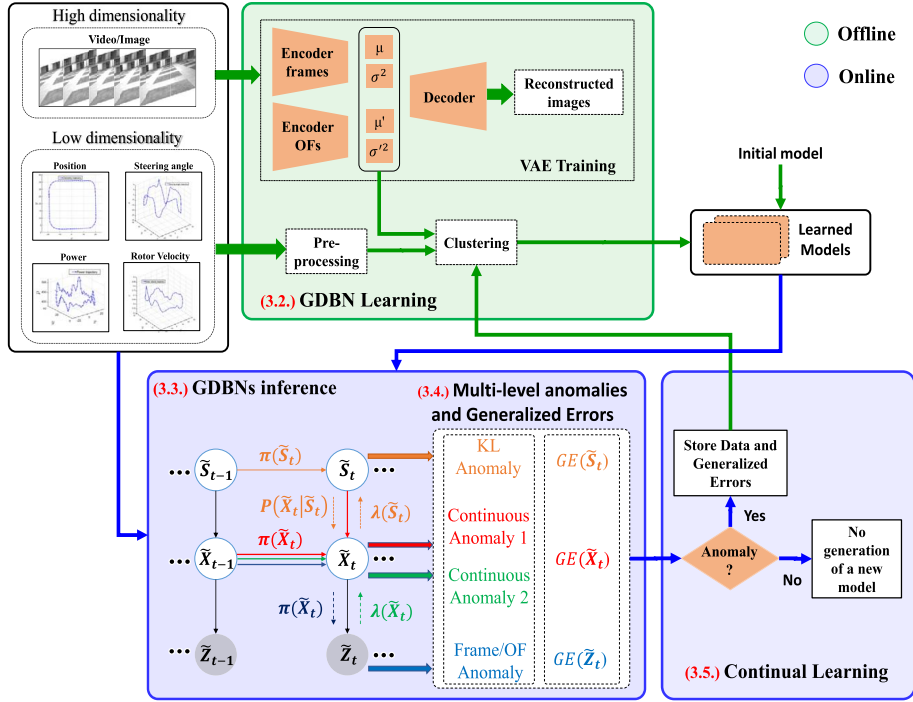 High dimensionality
Video/Image
Low dimensionality
Position
Steering angle
Power
Rotor Velocity
Encoder
frames
Encoder
OFs
μ
σ²
μ'
σ'²
Decoder
Reconstructed
images
VAE Training
Pre-
processing
Clustering
(3.2.) GDBN Learning
Offline
Online
Initial model
Learned
Models
(3.3.) GDBNs inference
(3.4.) Multi-level anomalies
and Generalized Errors
... S̃ₜ₋₁
π(S̃ₜ)
S̃ₜ ...
P(X̃ₜ|S̃ₜ)
λ(S̃ₜ)
... X̃ₜ₋₁
π(X̃ₜ)
X̃ₜ ...
π(X̃ₜ)
λ(X̃ₜ)
... Z̃ₜ₋₁
Z̃ₜ ...
KL
Anomaly
GE(S̃ₜ)
Continuous
Anomaly 1
Continuous
Anomaly 2
GE(X̃ₜ)
Frame/OF
Anomaly
GE(Z̃ₜ)
Store Data and
Generalized
Errors
Yes
Anomaly
?
No
No
generation
of a new
model
(3.5.) Continual Learning